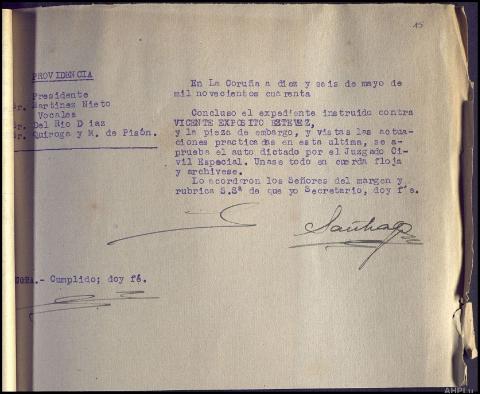 15
PROVIDENCIA
Presidente
Sr. Martinez Nieto
Vocales
Sr. Del Rio Diaz
Sr. Quiroga y M. de Pisón.
En La Coruña a diez y seis de mayo de
mil novecientos cuarenta
Concluso el expediente instruido contra
VICENTE EXPOSITO ESTEVEZ,
y la pieza de embargo, y vistas las actua-
ciones practicadas en esta ultima, se a-
prueba el auto dictado por el Juzgado Ci-
vil Especial. Unase todo en cuerda floja
y archivese.
Lo acordaron los Señores del margen y
rubrica S.Sª de que yo Secretario, doy f´e.
Santiago
- Cumplido; doy fé.
AHPLu